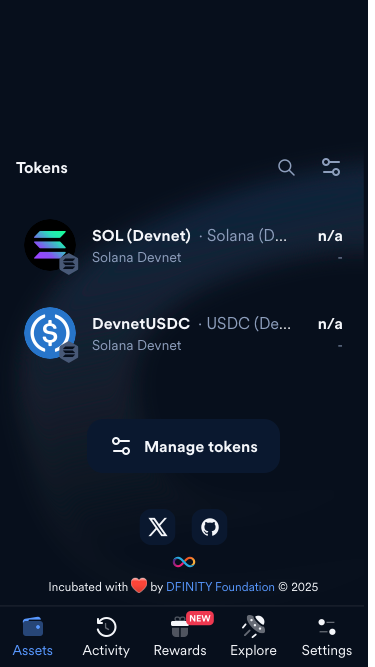 Tokens
SOL (Devnet) · Solana (D... n/a
Solana Devnet -
DevnetUSDC · USDC (De... n/a
Solana Devnet -
Manage tokens
Incubated with ❤️ by DFINITY Foundation © 2025
NEW
Assets Activity Rewards Explore Settings